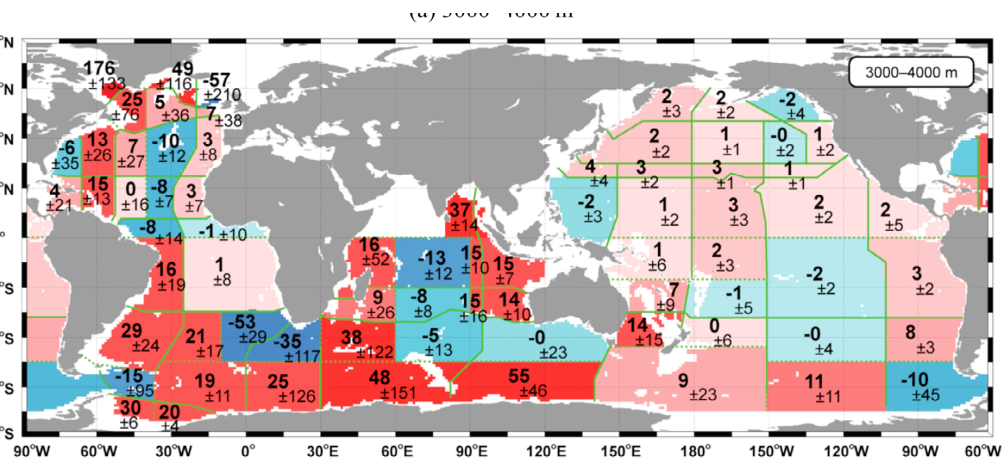 (a) 3000–4000 m
°N
3000–4000 m
176 49 -57
±133 ±116 ±210
25 5 7
±76 ±36 ±38
2 2 -2
±3 ±2 ±4
°N
-6 13 7 -10 3
±35 ±26 ±27 ±12 ±8
2 1 -0 1
±2 ±1 ±2 ±2
4 3 3 1
±4 ±2 ±1 ±1
°N
4 15 0 -8 3
±21 ±13 ±16 ±7 ±7
37 -2 1 3 2 2
±14 ±3 ±2 ±3 ±2 ±5
-8 -1 ±10
±14
°
16 1 16 -13 15 15 1 2 -2 3
±19 ±8 ±52 ±12 ±10 ±7 ±6 ±3 ±2 ±2
°S
9 -8 15 14 7 -1
±26 ±8 ±16 ±10 ±9 ±5
29 21 -53 -35 38 -5 -0 14 0 -0 8
±24 ±17 ±29 ±117 ±122 ±13 ±23 ±15 ±6 ±4 ±3
°S
-15 19 25 48 55 9 11 -10
±95 ±11 ±126 ±151 ±46 ±23 ±11 ±45
°S
30 20
±6 ±4
°S
90°W 60°W 30°W 0° 30°E 60°E 90°E 120°E 150°E 180° 150°W 120°W 90°W 60°W